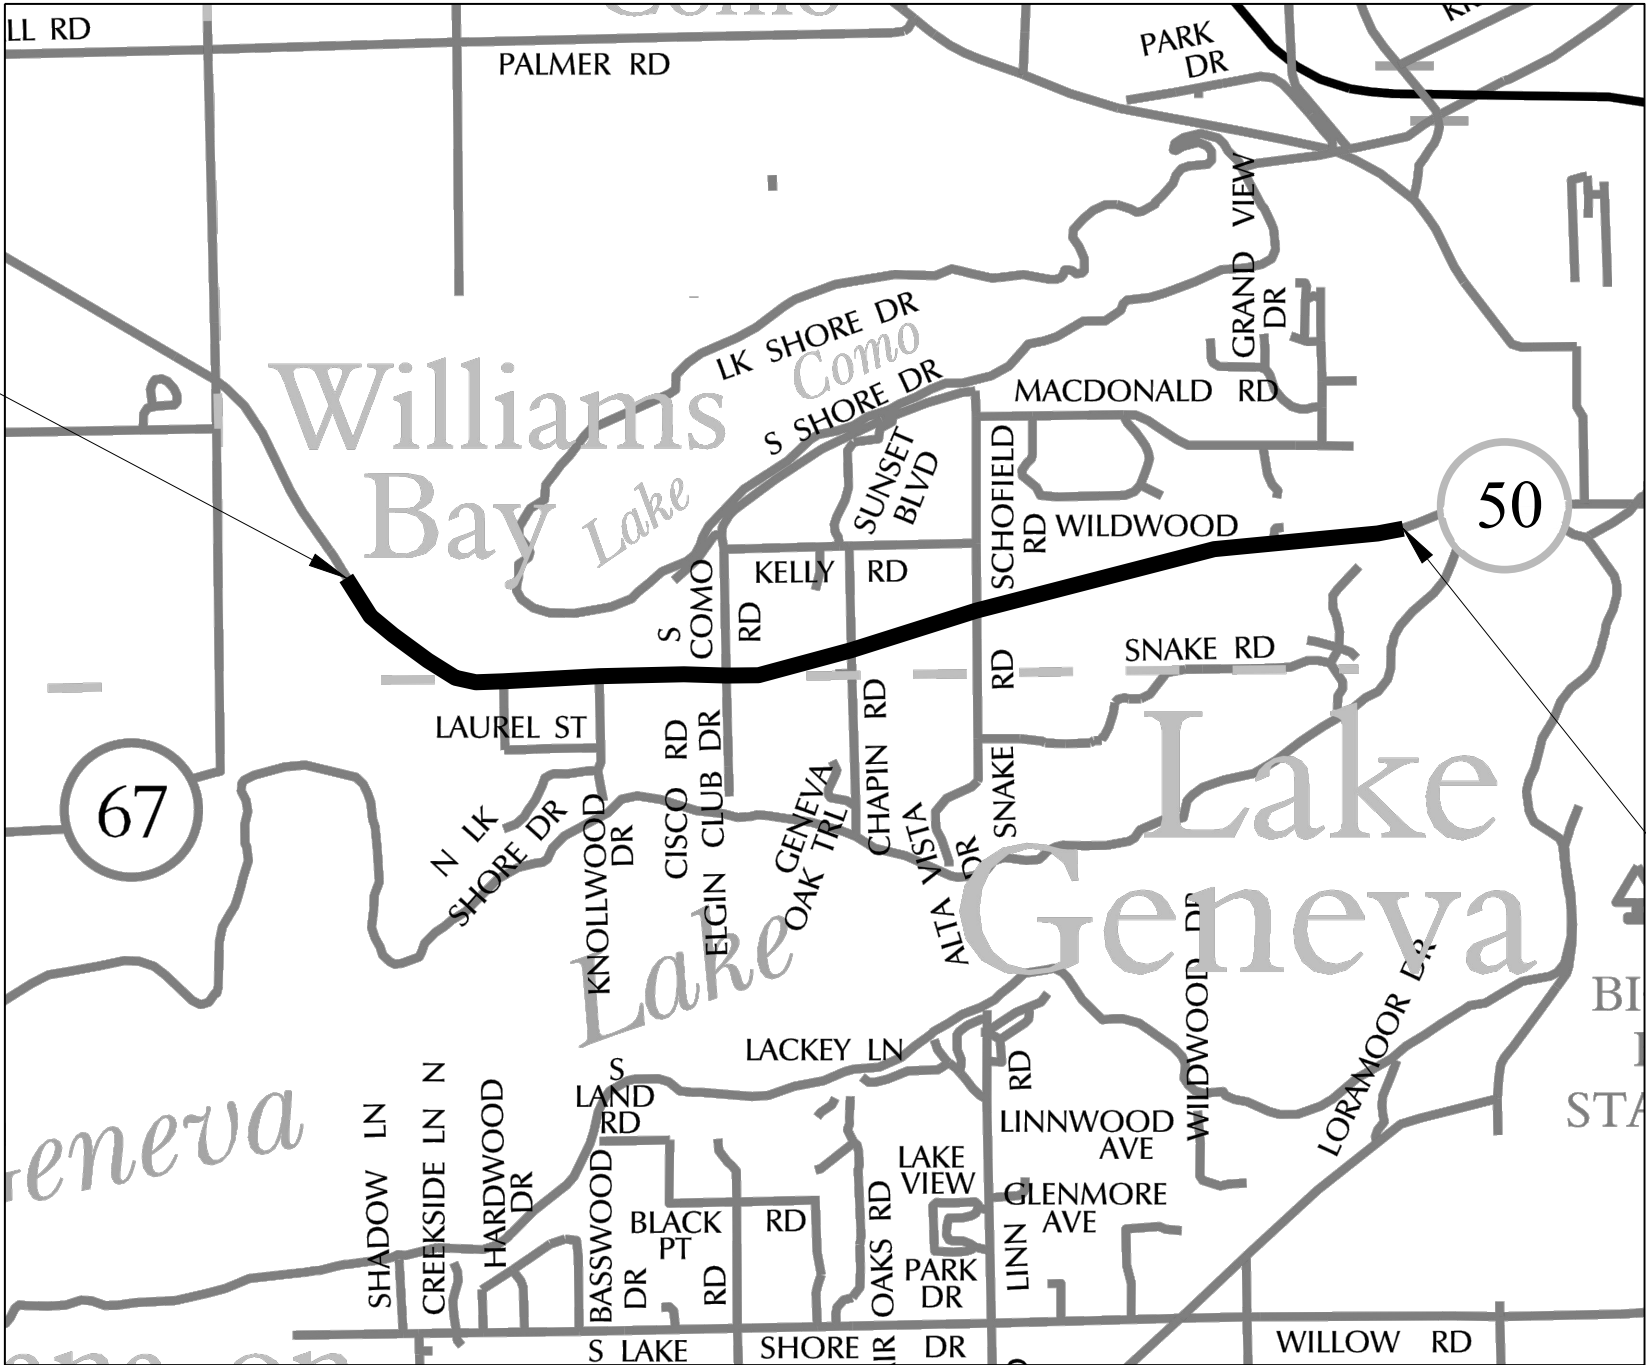 Como
LL RD
PALMER RD
PARK
DR
GRAND VIEW
DR
LK SHORE DR
Lake Como
S SHORE DR
MACDONALD RD
Williams
Bay
SUNSET
BLVD
SCHOFIELD
RD
WILDWOOD
50
KELLY RD
S
COMO
RD
SNAKE RD
SNAKE RD
LAUREL ST
67
N LK
SHORE DR
KNOLLWOOD
DR
CISCO RD
ELGIN CLUB DR
GENEVA
OAK TRL
CHAPIN RD
ALTA VISTA
DR
Lake
Geneva
Lake
eneva
WILDWOOD DR
LORAMOOR DR
BI
STA
LACKEY LN
S
LAND
RD
SHADOW LN
CREEKSIDE LN N
HARDWOOD
DR
BASSWOOD
DR
BLACK
PT
RD
RD
OAKS RD
LAKE
VIEW
PARK
DR
LINN RD
LINNWOOD
AVE
GLENMORE
AVE
S LAKE SHORE DR
IR
WILLOW RD